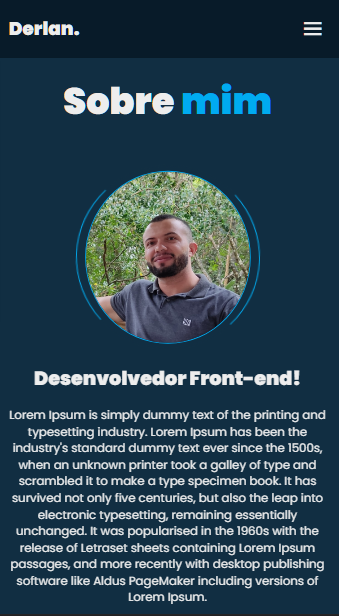 Derlan.
Sobre mim
Desenvolvedor Front-end!
Lorem Ipsum is simply dummy text of the printing and
typesetting industry. Lorem Ipsum has been the
industry's standard dummy text ever since the 1500s,
when an unknown printer took a galley of type and
scrambled it to make a type specimen book. It has
survived not only five centuries, but also the leap into
electronic typesetting, remaining essentially
unchanged. It was popularised in the 1960s with the
release of Letraset sheets containing Lorem Ipsum
passages, and more recently with desktop publishing
software like Aldus PageMaker including versions of
Lorem Ipsum.